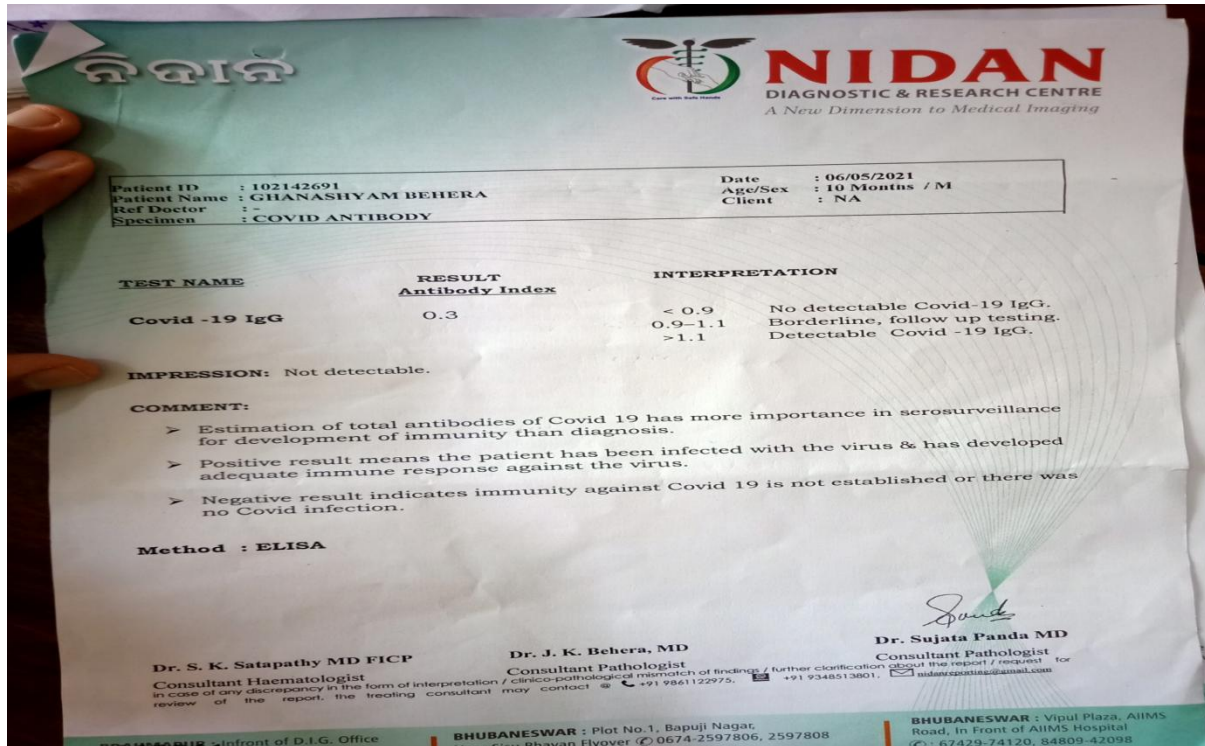 ନିଦାନ
NIDAN
DIAGNOSTIC & RESEARCH CENTRE
A New Dimension to Medical Imaging
Care with Safe Hands
Patient ID : 102142691
Patient Name : GHANASHYAM BEHERA
Ref Doctor : -
Specimen : COVID ANTIBODY
Date : 06/05/2021
Age/Sex : 10 Months / M
Client : NA
TEST NAME RESULT INTERPRETATION
Antibody Index
Covid -19 IgG 0.3 < 0.9 No detectable Covid-19 IgG.
0.9–1.1 Borderline, follow up testing.
>1.1 Detectable Covid -19 IgG.
IMPRESSION: Not detectable.
COMMENT:
➢ Estimation of total antibodies of Covid 19 has more importance in serosurveillance
for development of immunity than diagnosis.
➢ Positive result means the patient has been infected with the virus & has developed
adequate immune response against the virus.
➢ Negative result indicates immunity against Covid 19 is not established or there was
no Covid infection.
Method : ELISA
Dr. S. K. Satapathy MD FICP
Consultant Haematologist
Dr. J. K. Behera, MD
Consultant Pathologist
Dr. Sujata Panda MD
Consultant Pathologist
in case of any discrepancy in the form of interpretation / clinico-pathological mismatch of findings / further clarification about the report / request for
review of the report, the treating consultant may contact @ +91 9861122975, +91 9348513801, nidanreporting@gmail.com
Infront of D.I.G. Office
BHUBANESWAR : Plot No.1, Bapuji Nagar,
Bhavan Flyover 0674-2597806, 2597808
BHUBANESWAR : Vipul Plaza, AIIMS
Road, In Front of AIIMS Hospital
: 67429-74120, 84809-42098